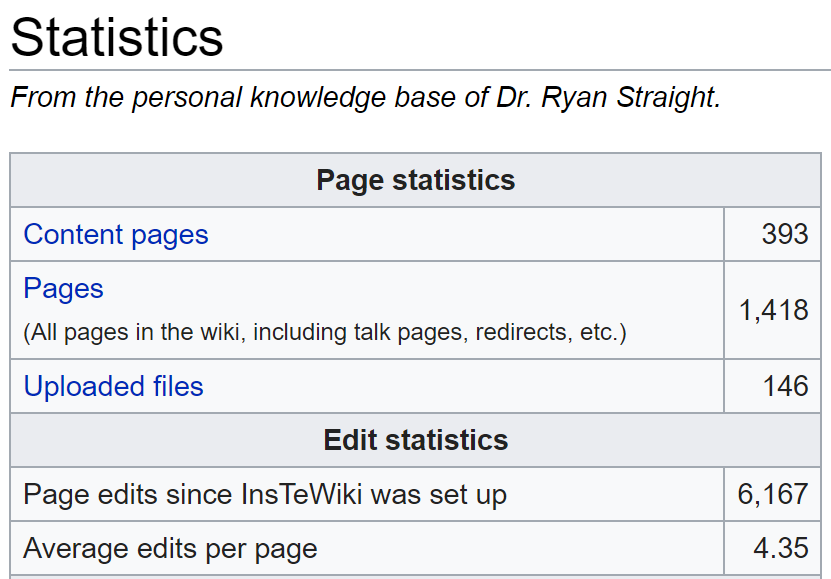 Statistics
From the personal knowledge base of Dr. Ryan Straight.
Page statistics
Content pages 393
Pages
(All pages in the wiki, including talk pages, redirects, etc.) 1,418
Uploaded files 146
Edit statistics
Page edits since InsTeWiki was set up 6,167
Average edits per page 4.35